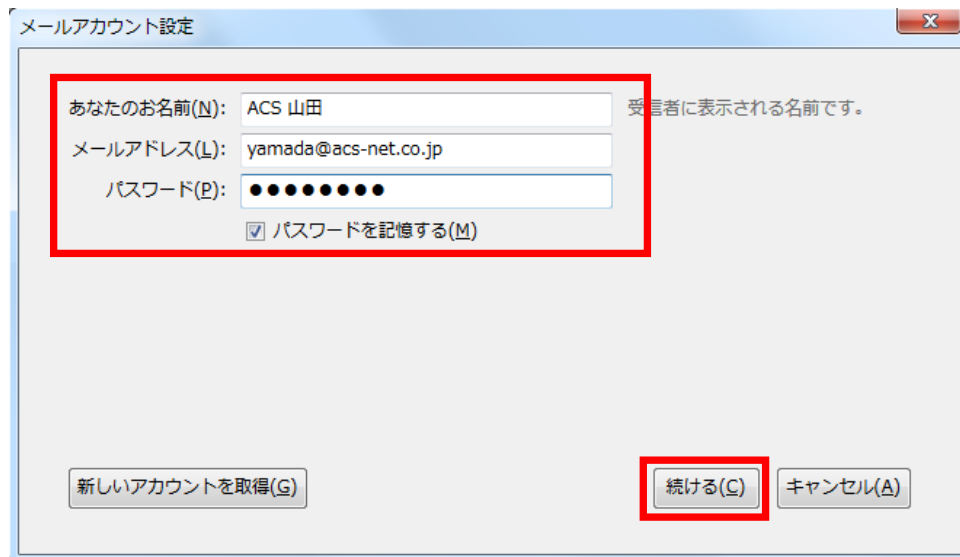 メールアカウント設定
あなたのお名前(N): ACS 山田 受信者に表示される名前です。
メールアドレス(L): yamada@acs-net.co.jp
パスワード(P): ●●●●●●●●
パスワードを記憶する(M)
新しいアカウントを取得(G) 続ける(C) キャンセル(A)